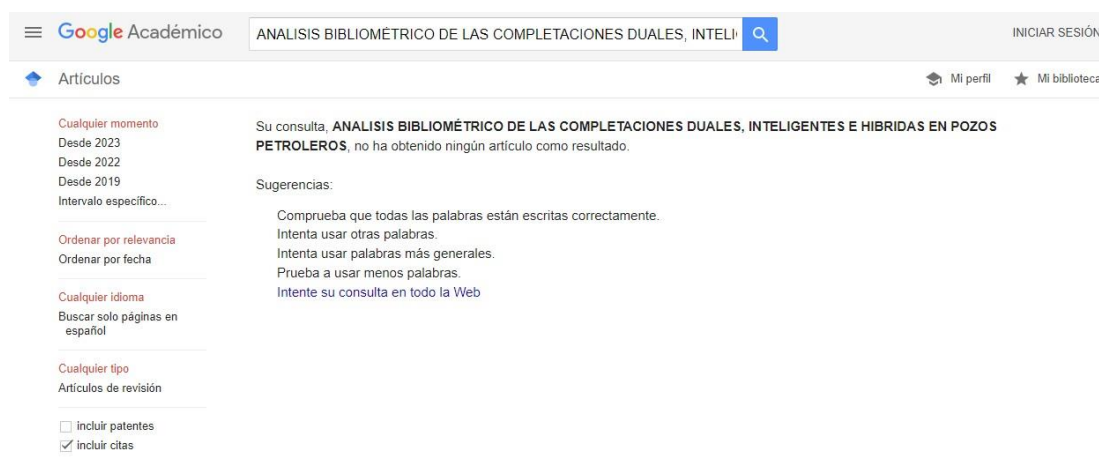 Google Académico
ANALISIS BIBLIOMÉTRICO DE LAS COMPLETACIONES DUALES, INTELI
INICIAR SESIÓN
Artículos
Mi perfil
Mi biblioteca
Cualquier momento
Desde 2023
Desde 2022
Desde 2019
Intervalo específico...
Ordenar por relevancia
Ordenar por fecha
Cualquier idioma
Buscar solo páginas en
español
Cualquier tipo
Artículos de revisión
incluir patentes
incluir citas
Su consulta, ANALISIS BIBLIOMÉTRICO DE LAS COMPLETACIONES DUALES, INTELIGENTES E HIBRIDAS EN POZOS
PETROLEROS, no ha obtenido ningún artículo como resultado.
Sugerencias:
Comprueba que todas las palabras están escritas correctamente.
Intenta usar otras palabras.
Intenta usar palabras más generales.
Prueba a usar menos palabras.
Intente su consulta en todo la Web